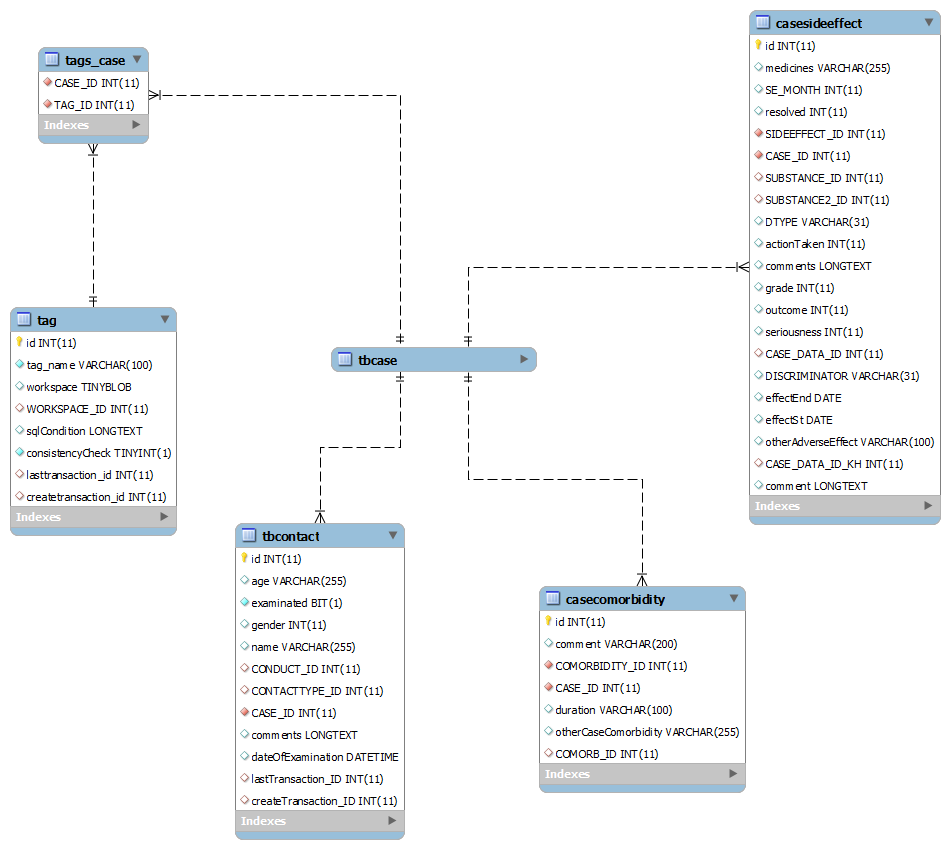 tags_case
CASE_ID INT(11)
TAG_ID INT(11)
Indexes
tag
id INT(11)
tag_name VARCHAR(100)
workspace TINYBLOB
WORKSPACE_ID INT(11)
sqlCondition LONGTEXT
consistencyCheck TINYINT(1)
lasttransaction_id INT(11)
createtransaction_id INT(11)
Indexes
tbcase
tbcontact
id INT(11)
age VARCHAR(255)
examinated BIT(1)
gender INT(11)
name VARCHAR(255)
CONDUCT_ID INT(11)
CONTACTTYPE_ID INT(11)
CASE_ID INT(11)
comments LONGTEXT
dateOfExamination DATETIME
lastTransaction_ID INT(11)
createTransaction_ID INT(11)
Indexes
casecomorbidity
id INT(11)
comment VARCHAR(200)
COMORBIDITY_ID INT(11)
CASE_ID INT(11)
duration VARCHAR(100)
otherCaseComorbidity VARCHAR(255)
COMORB_ID INT(11)
Indexes
casesideeffect
id INT(11)
medicines VARCHAR(255)
SE_MONTH INT(11)
resolved INT(11)
SIDEEFFECT_ID INT(11)
CASE_ID INT(11)
SUBSTANCE_ID INT(11)
SUBSTANCE2_ID INT(11)
DTYPE VARCHAR(31)
actionTaken INT(11)
comments LONGTEXT
grade INT(11)
outcome INT(11)
seriousness INT(11)
CASE_DATA_ID INT(11)
DISCRIMINATOR VARCHAR(31)
effectEnd DATE
effectSt DATE
otherAdverseEffect VARCHAR(100)
CASE_DATA_ID_KH INT(11)
comment LONGTEXT
Indexes